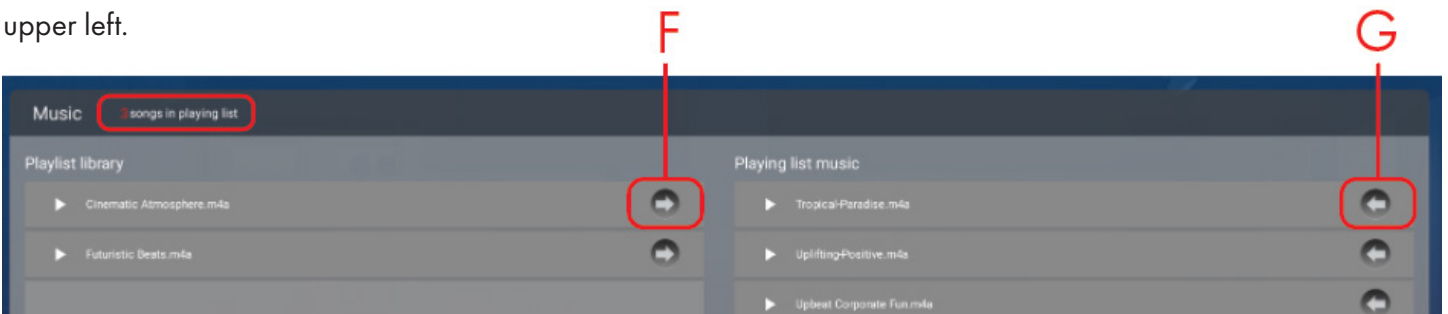 upper left.
F
G
Music 3 songs in playing list
Playlist library
Playing list music
Cinematic Atmosphere.m4a
Tropical-Paradise.m4a
Futuristic Beats.m4a
Uplifting-Positive.m4a
Upbeat Corporate Fun.m4a